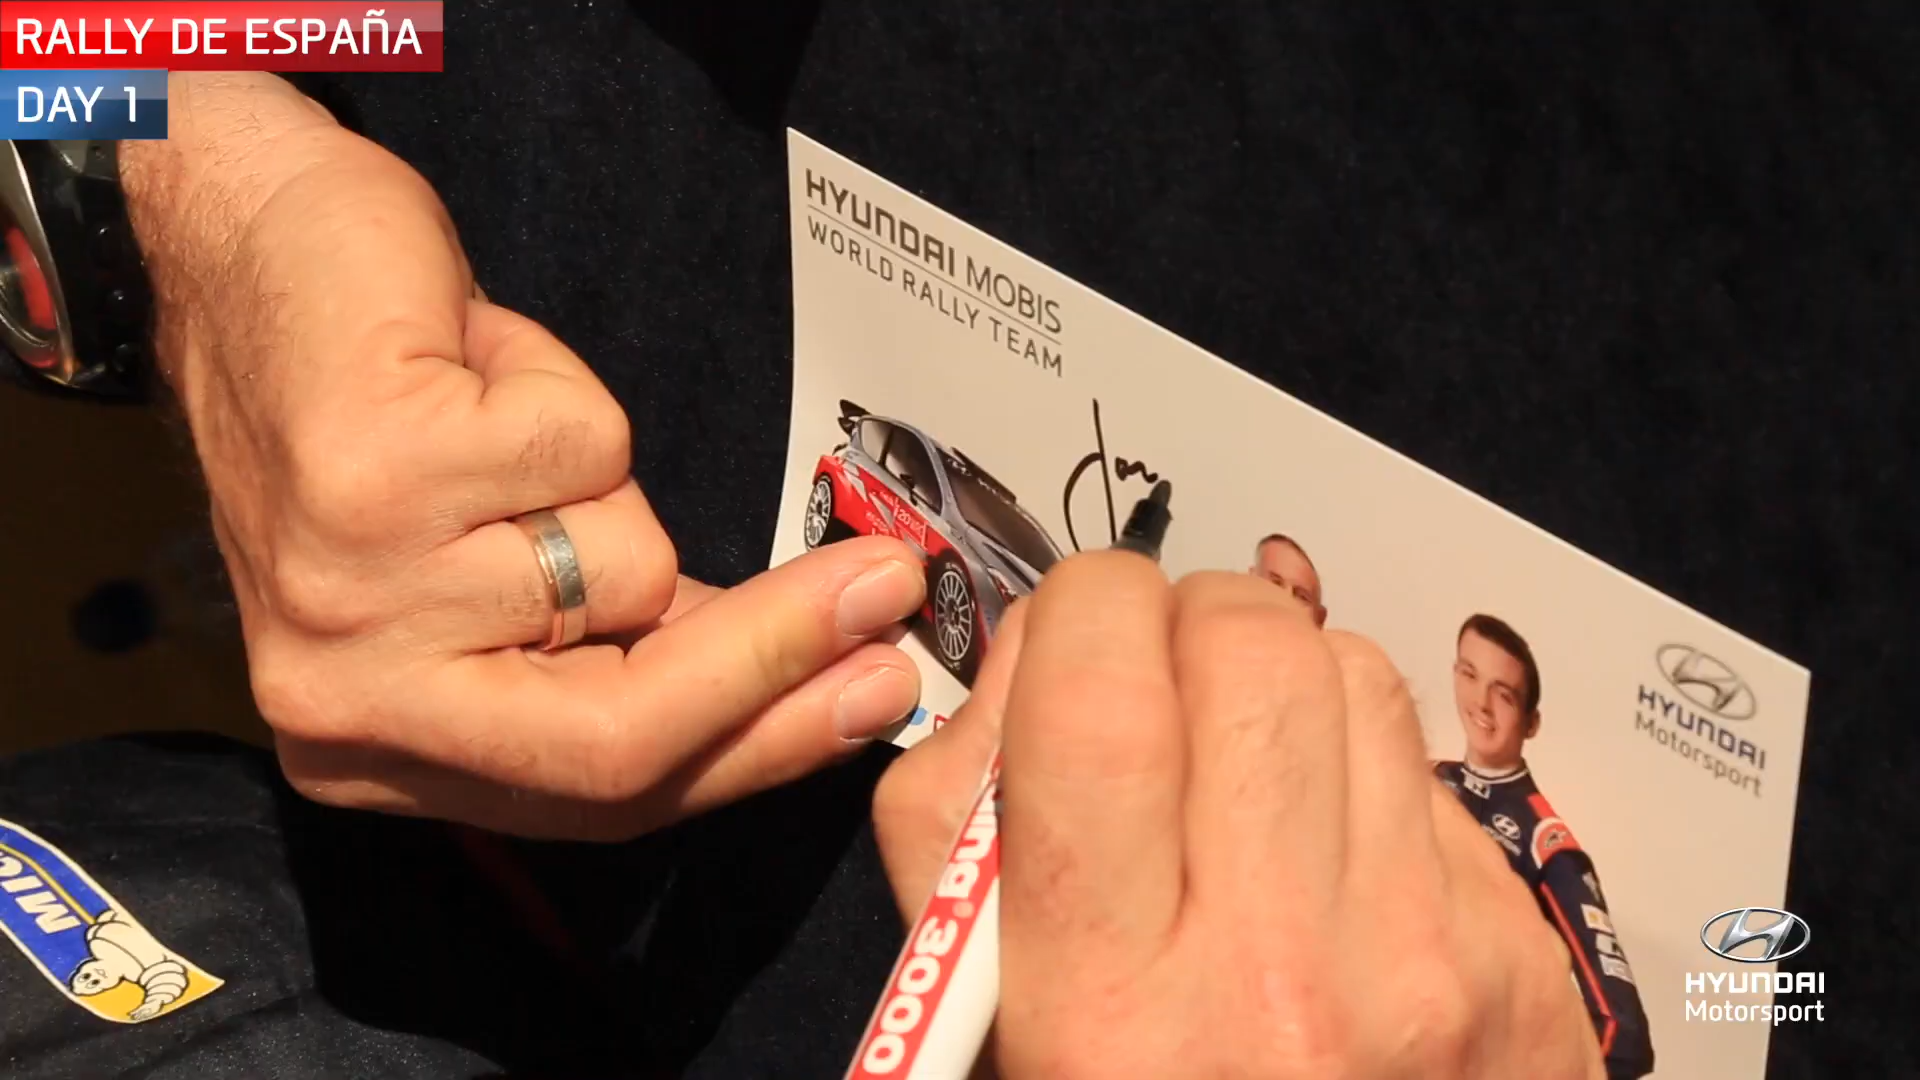 RALLY DE ESPAÑA
DAY 1
HYUNDAI MOBIS
WORLD RALLY TEAM
HYUNDAI
Motorsport
3000
HYUNDAI
Motorsport